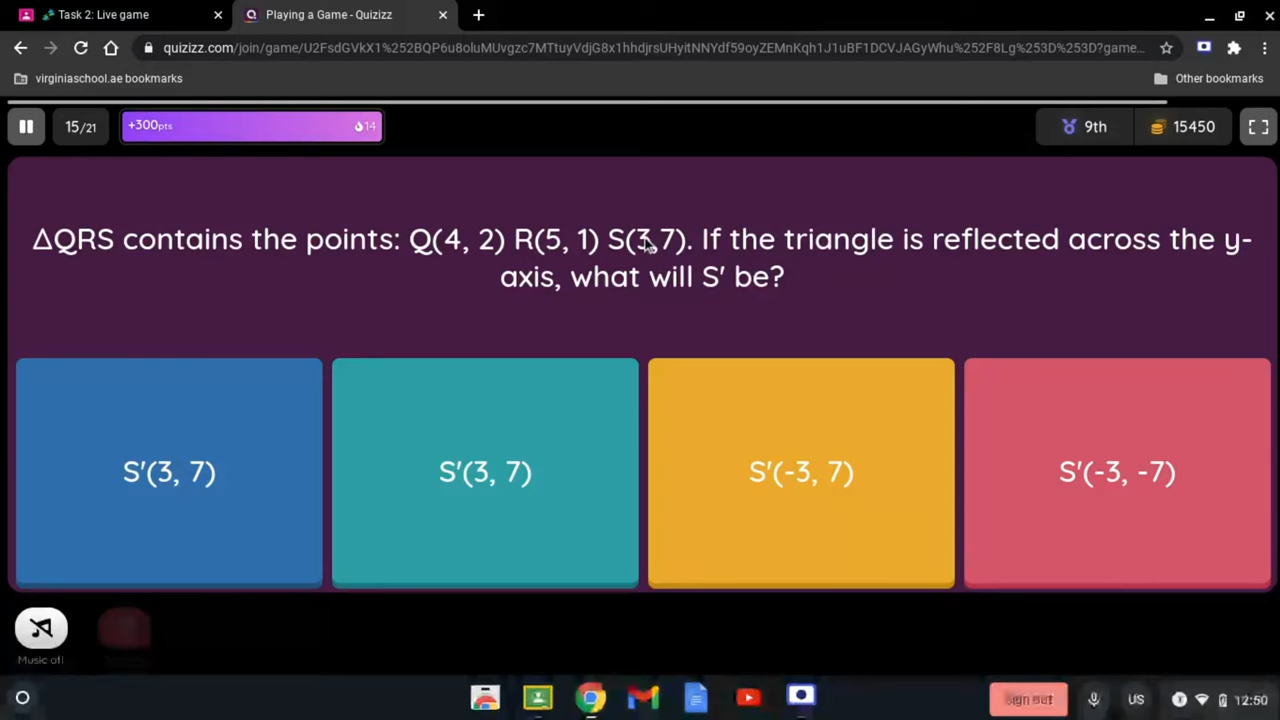 Task 2: Live game
Playing a Game - Quizizz
quizizz.com/join/game/U2FsdGVkX1%252BQP6u8oluMUvgzc7MTtuyVdjG8x1hhdjrsUHyitNNYdf59oyZEMnKqh1J1uBF1DCVJAGyWhu%252F8Lg%253D%253D?game...
virginiaschool.ae bookmarks
Other bookmarks
15/21
+300pts
14
9th
15450
ΔQRS contains the points: Q(4, 2) R(5, 1) S(3,7). If the triangle is reflected across the y-
axis, what will S' be?
S'(3, 7)
S'(3, 7)
S'(-3, 7)
S'(-3, -7)
Music off
Sign out
US
12:50